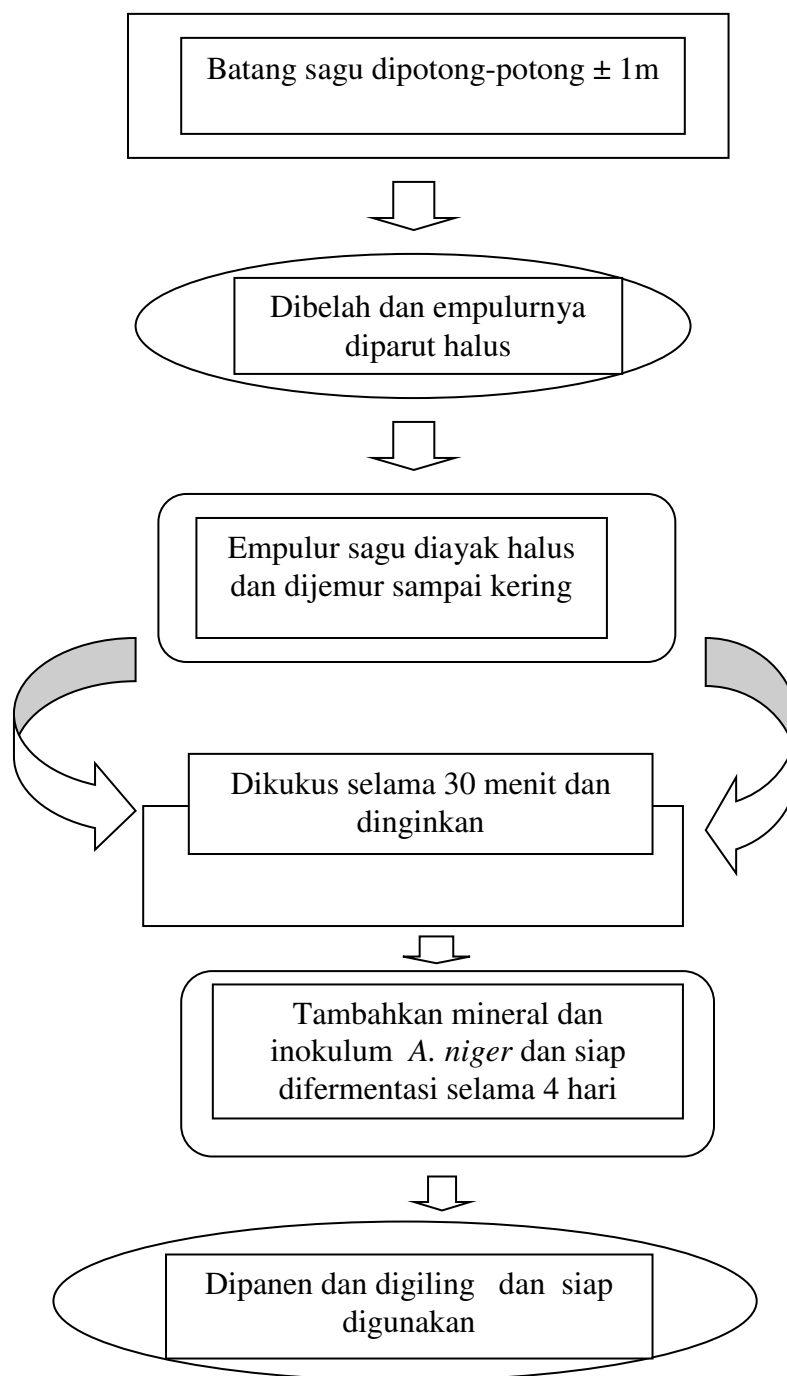 Batang sagu dipotong-potong ± 1m
Dibelah dan empulurnya
diparut halus
Empulur sagu diayak halus
dan dijemur sampai kering
Dikukus selama 30 menit dan
dinginkan
Tambahkan mineral dan
inokulum A. niger dan siap
difermentasi selama 4 hari
Dipanen dan digiling dan siap
digunakan